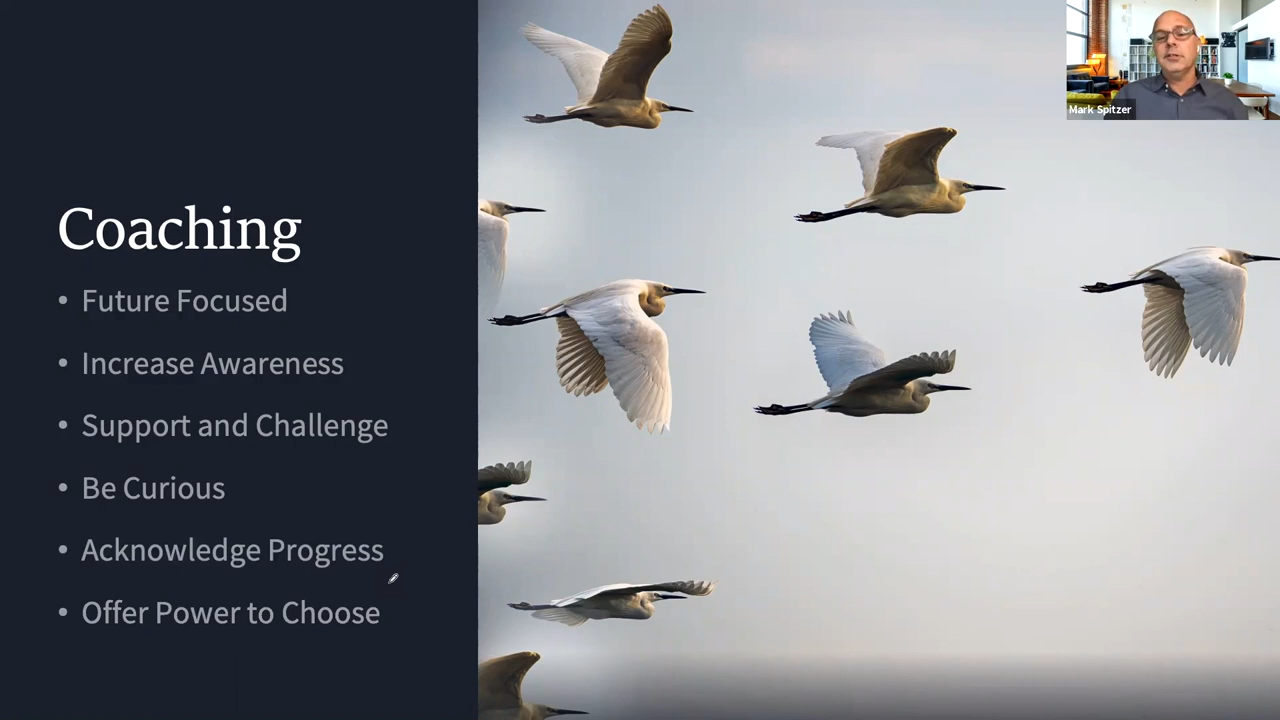 Coaching
• Future Focused
• Increase Awareness
• Support and Challenge
• Be Curious
• Acknowledge Progress
• Offer Power to Choose
Mark Spitzer